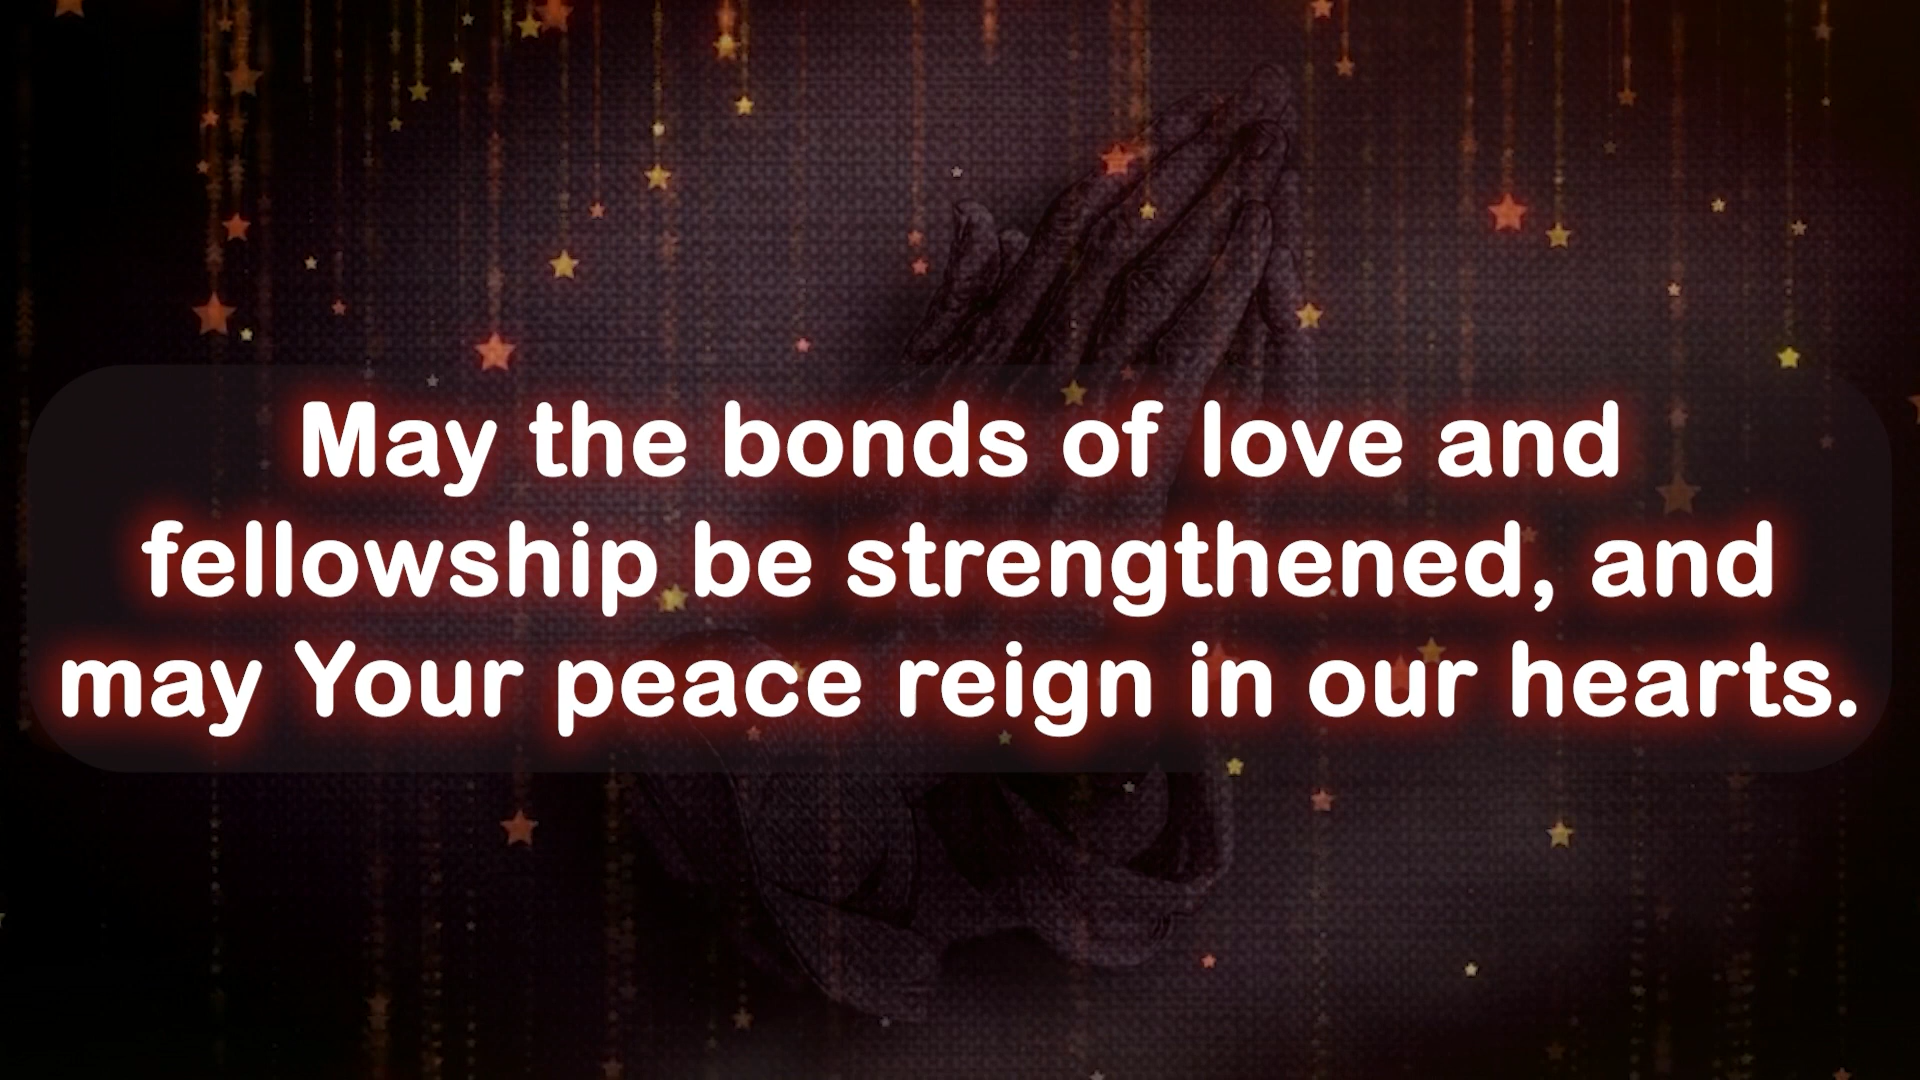 May the bonds of love and
fellowship be strengthened, and
may Your peace reign in our hearts.